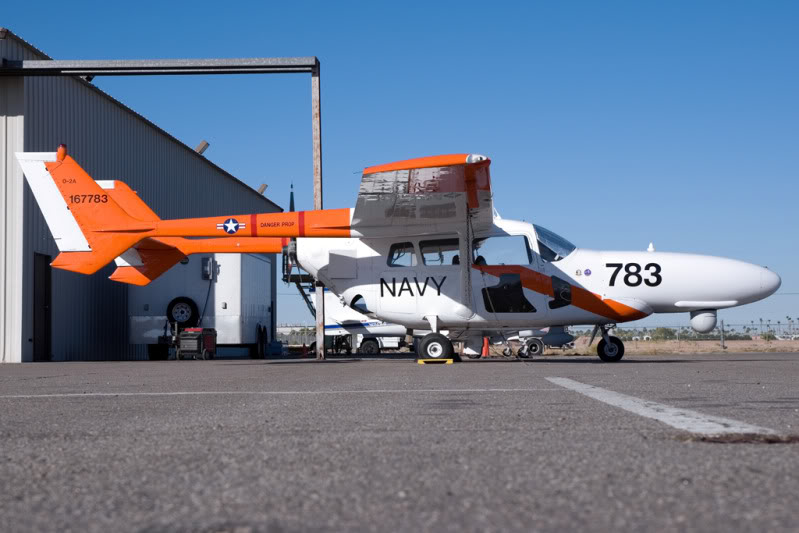 O-2A
167783
DANGER PROP
NAVY
783